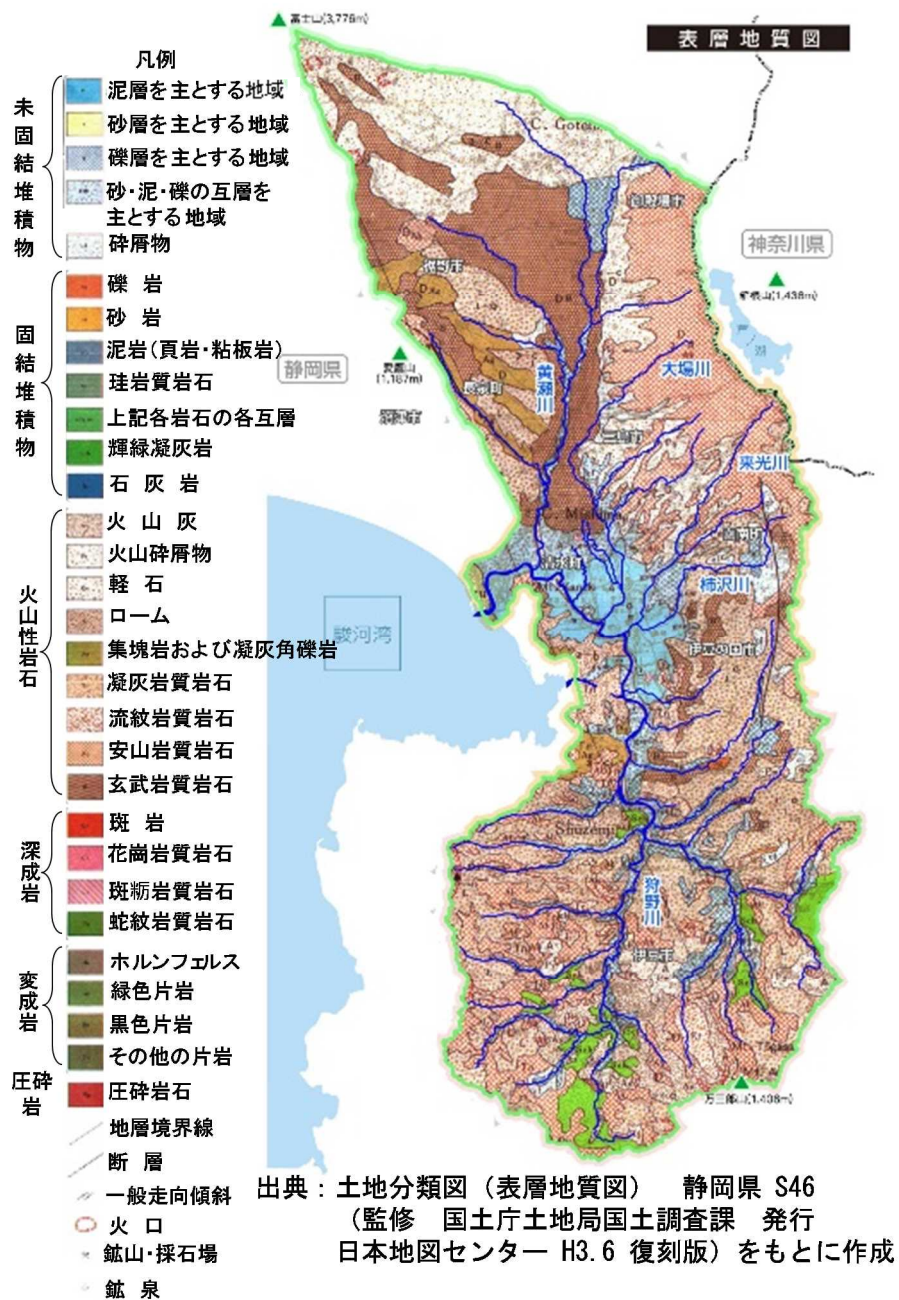 表層地質図
凡例
未固結堆積物
泥層を主とする地域
砂層を主とする地域
礫層を主とする地域
砂・泥・礫の互層を
主とする地域
砕屑物
固結堆積物
礫 岩
砂 岩
泥岩(頁岩・粘板岩)
珪岩質岩石
上記各岩石の各互層
輝緑凝灰岩
石灰岩
火山性岩石
火山灰
火山砕屑物
軽石
ローム
集塊岩および凝灰角礫岩
凝灰岩質岩石
流紋岩質岩石
安山岩質岩石
玄武岩質岩石
深成岩
斑岩
花崗岩質岩石
斑粝岩質岩石
蛇紋岩質岩石
変成岩
ホルンフェルス
緑色片岩
黒色片岩
その他の片岩
圧砕岩
圧砕岩石
地層境界線
断層
一般走向傾斜
火口
鉱山・採石場
鉱泉
富士山(3,776m)
神奈川県
静岡県
(1,187m)
黄瀬川
大場川
来光川
柿沢川
駿河湾
狩野川
Shuzenji
万三郎山(1,406m)
出典：土地分類図（表層地質図） 静岡県 S46
（監修 国土庁土地局国土調査課 発行
日本地図センター H3.6 復刻版）をもとに作成